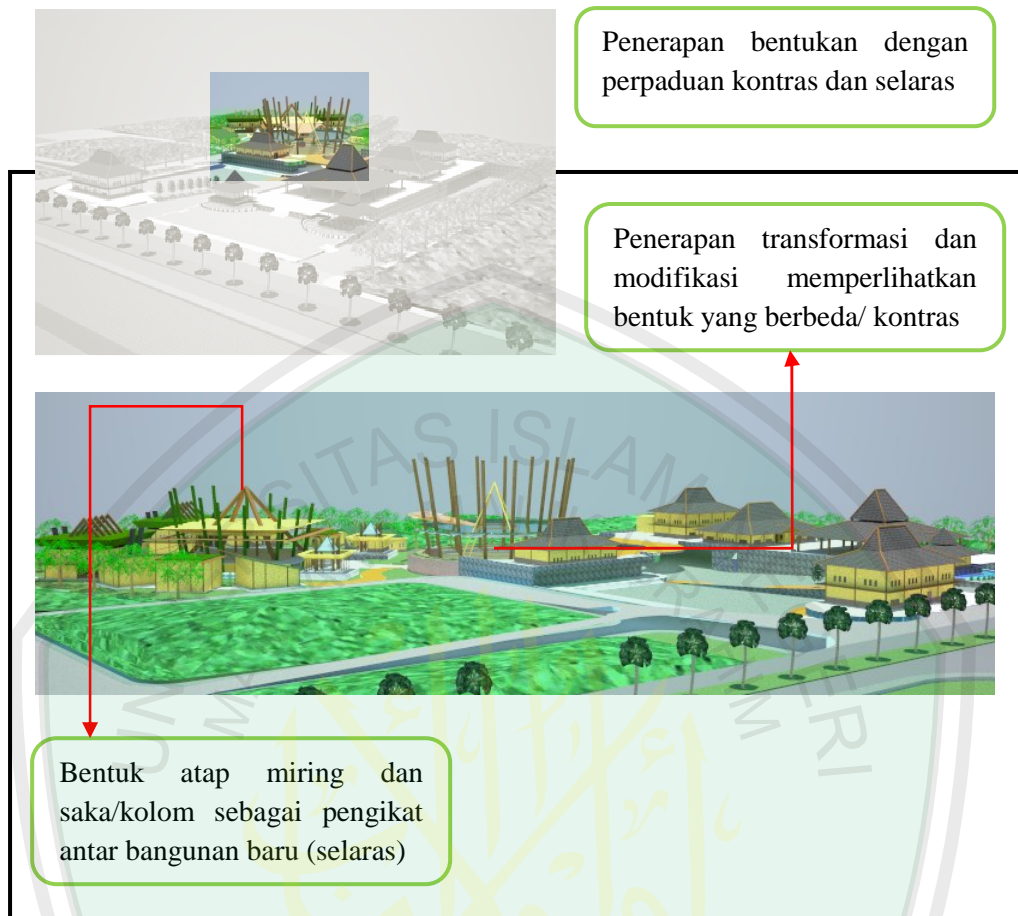 Penerapan bentukan dengan
perpaduan kontras dan selaras
Penerapan transformasi dan
modifikasi memperlihatkan
bentuk yang berbeda/ kontras
Bentuk atap miring dan
saka/kolom sebagai pengikat
antar bangunan baru (selaras)
ISLAM